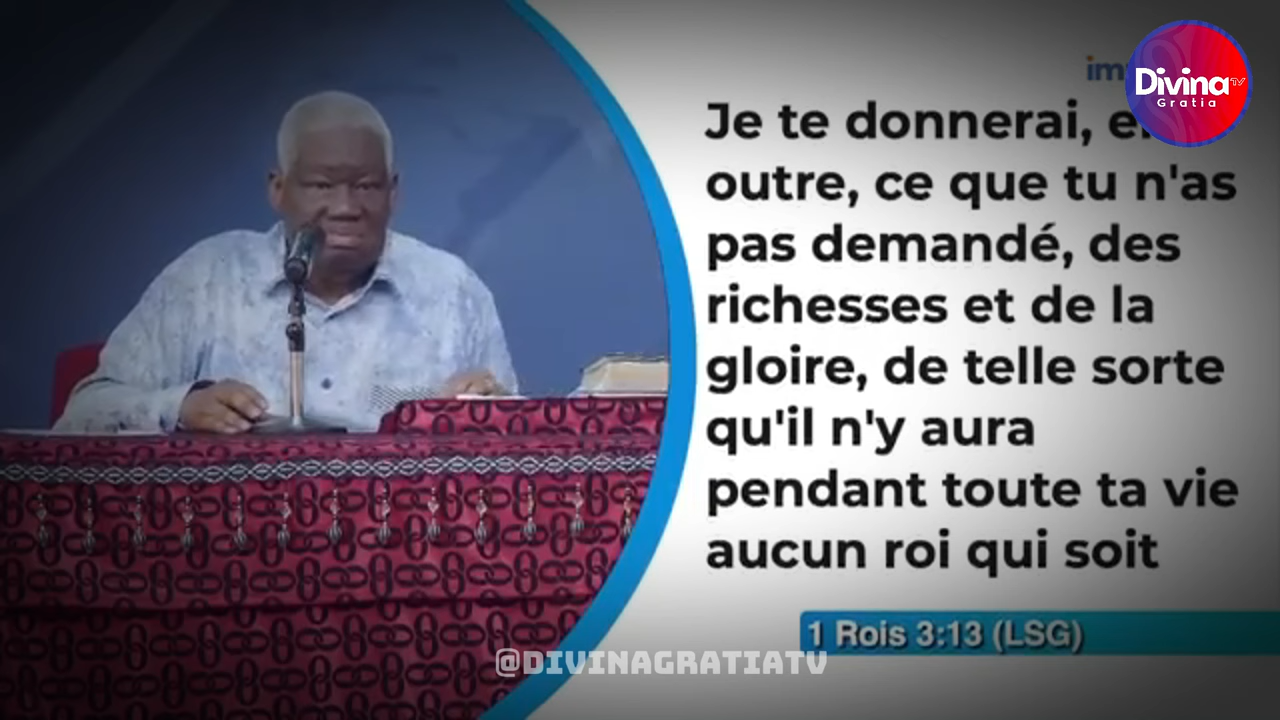 Divina TV
Gratia
Je te donnerai,
outre, ce que tu n'as
pas demandé, des
richesses et de la
gloire, de telle sorte
qu'il n'y aura
pendant toute ta vie
aucun roi qui soit
1 Rois 3:13 (LSG)
@DIVINAGRATIATV